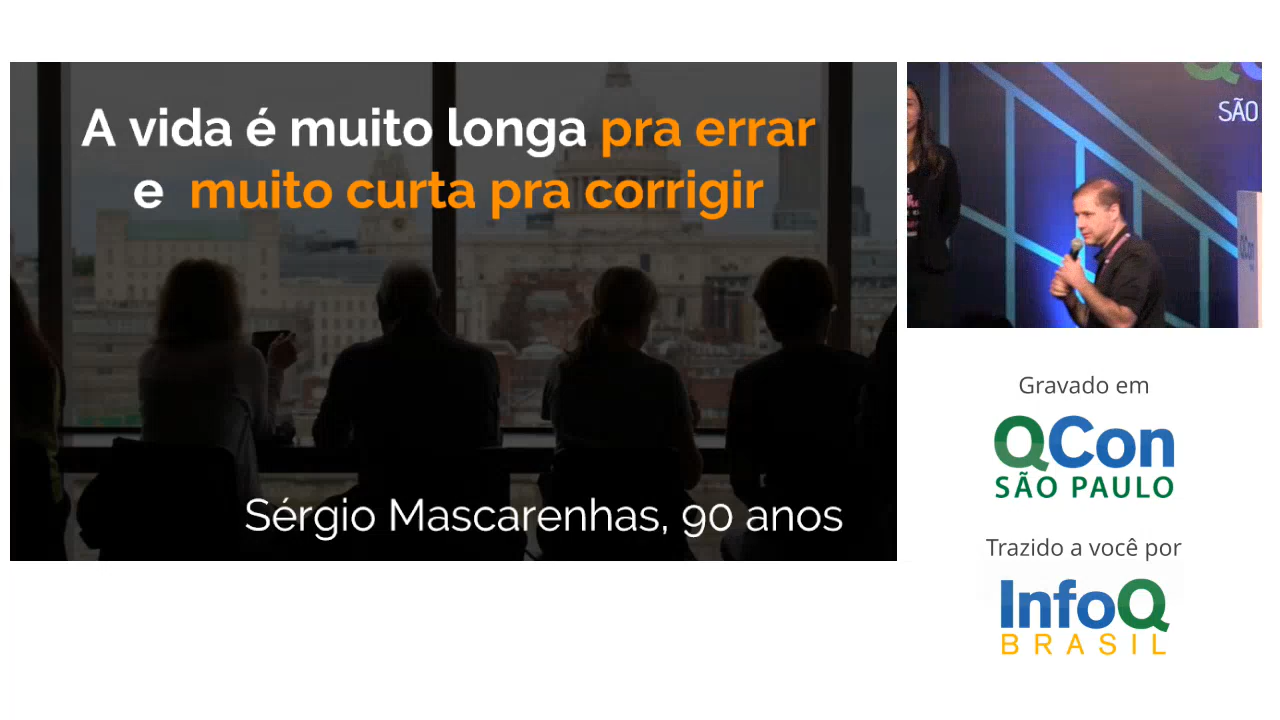 A vida é muito longa pra errar
e muito curta pra corrigir
Sérgio Mascarenhas, 90 anos
SÃO
QCon
Gravado em
QCon
SÃO PAULO
Trazido a você por
InfoQ
BRASIL